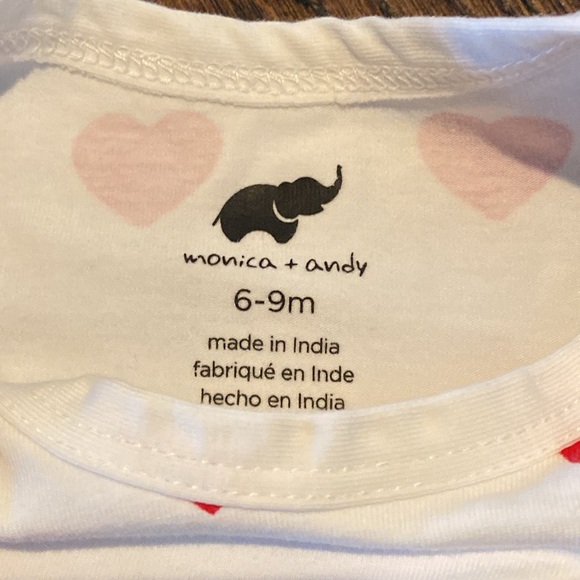 monica + andy
6-9m
made in India
fabriqué en Inde
hecho en India